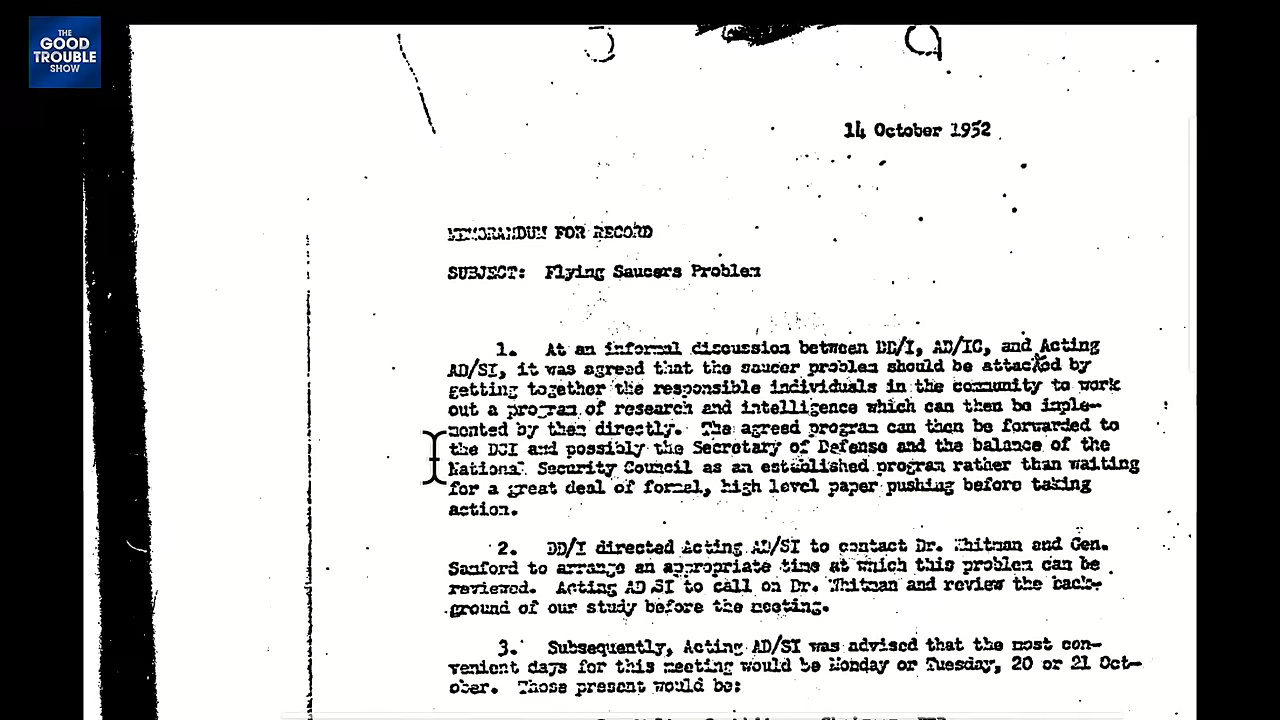 THE
GOOD
TROUBLE
SHOW
14 October 1952
MEMORANDUM FOR RECORD
SUBJECT: Flying Saucers Problem
1. At an informal discussion between DD/I, AD/IC, and Acting
AD/SI, it was agreed that the saucer problem should be attacked by
getting together the responsible individuals in the community to work
out a program of research and intelligence which can then be imple-
mented by them directly. The agreed program can then be forwarded to
the DCI and possibly the Secretary of Defense and the balance of the
National Security Council as an established program rather than waiting
for a great deal of formal, high level paper pushing before taking
action.
2. DD/I directed Acting AD/SI to contact Dr. Whitman and Gen.
Samford to arrange an appropriate time at which this problem can be
reviewed. Acting AD/SI to call on Dr. Whitman and review the back-
ground of our study before the meeting.
3. Subsequently, Acting AD/SI was advised that the most con-
venient days for this meeting would be Monday or Tuesday, 20 or 21 Oct-
ober. Those present would be: